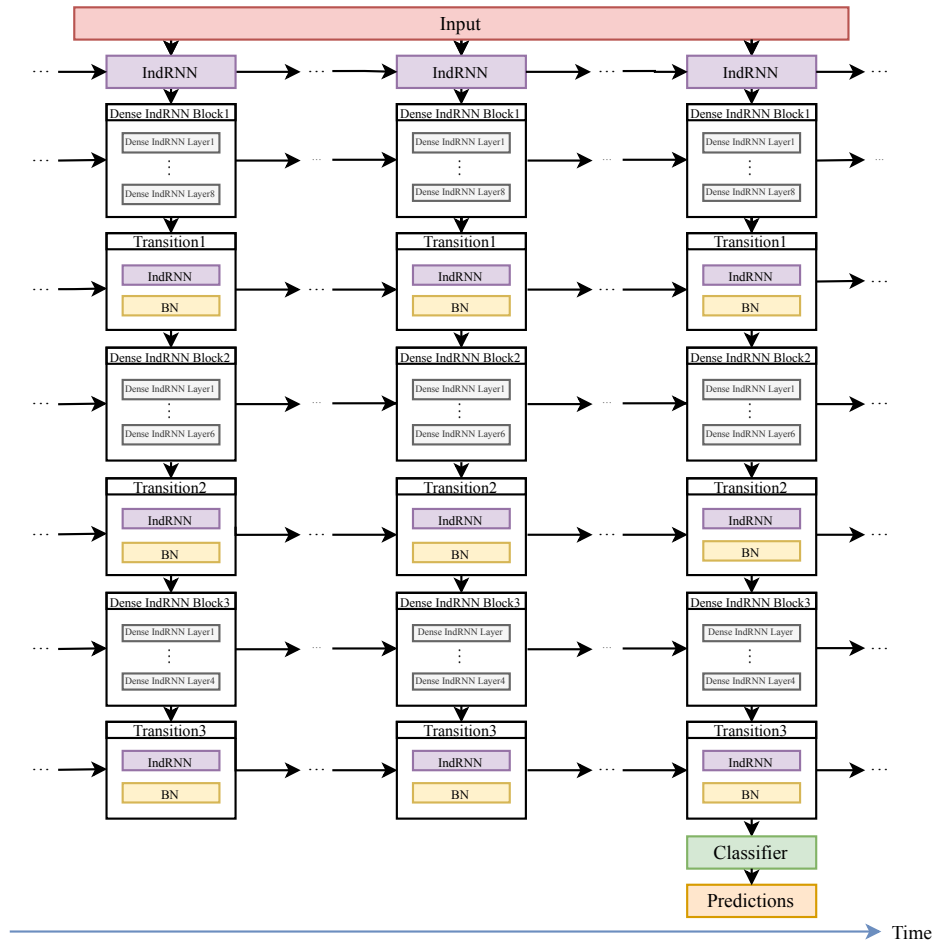 Input
... IndRNN ... IndRNN ... IndRNN ...
Dense IndRNN Block1 Dense IndRNN Block1 Dense IndRNN Block1
Dense IndRNN Layer1 Dense IndRNN Layer1 Dense IndRNN Layer1
... ⋮ ... ⋮ ... ⋮ ...
Dense IndRNN Layer8 Dense IndRNN Layer8 Dense IndRNN Layer8
Transition1 Transition1 Transition1
IndRNN IndRNN IndRNN
... ... ... ...
BN BN BN
Dense IndRNN Block2 Dense IndRNN Block2 Dense IndRNN Block2
Dense IndRNN Layer1 Dense IndRNN Layer1 Dense IndRNN Layer1
... ⋮ ... ⋮ ... ⋮ ...
Dense IndRNN Layer6 Dense IndRNN Layer6 Dense IndRNN Layer6
Transition2 Transition2 Transition2
IndRNN IndRNN IndRNN
... ... ... ...
BN BN BN
Dense IndRNN Block3 Dense IndRNN Block3 Dense IndRNN Block3
Dense IndRNN Layer1 Dense IndRNN Layer Dense IndRNN Layer
... ⋮ ... ⋮ ... ⋮ ...
Dense IndRNN Layer4 Dense IndRNN Layer4 Dense IndRNN Layer4
Transition3 Transition3 Transition3
IndRNN IndRNN IndRNN
... ... ... ...
BN BN BN
Classifier
Predictions
Time